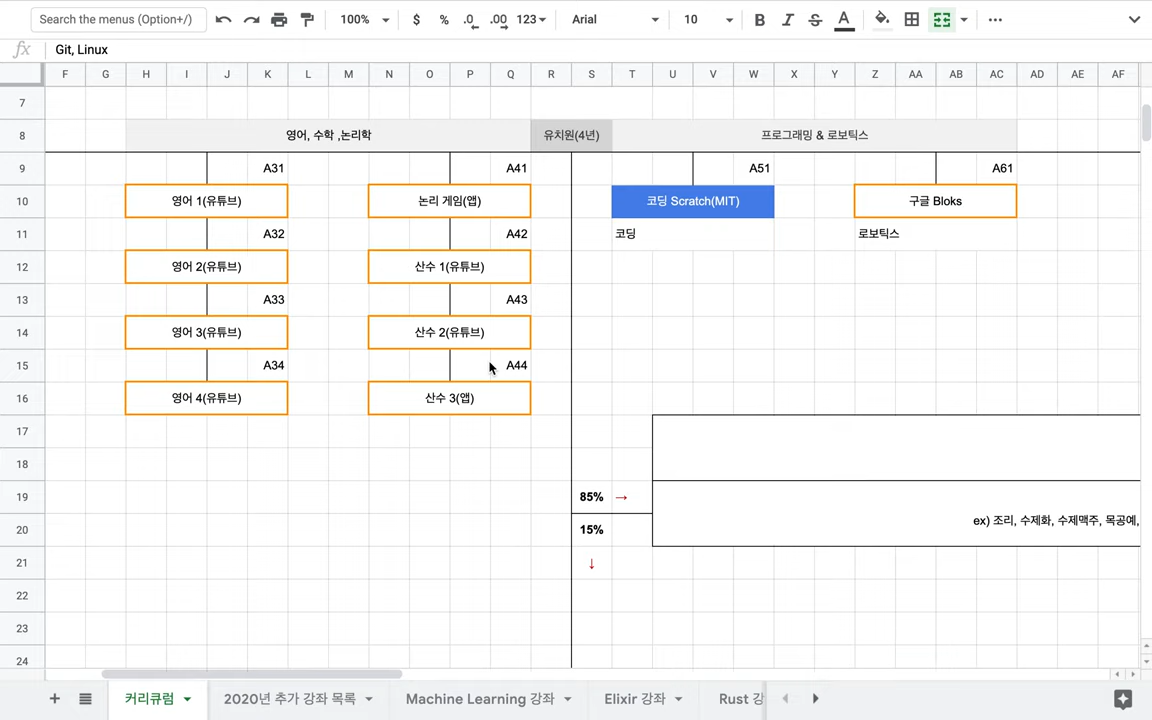 Search the menus (Option+/)
100%
$ % .0 .00 123
Arial
10
B I S A
fx Git, Linux
F G H I J K L M N O P Q R S T U V W X Y Z AA AB AC AD AE AF
7
8 영어, 수학 ,논리학 유치원(4년) 프로그래밍 & 로보틱스
9 A31 A41 A51 A61
10 영어 1(유튜브) 논리 게임(앱) 코딩 Scratch(MIT) 구글 Bloks
11 A32 A42 코딩 로보틱스
12 영어 2(유튜브) 산수 1(유튜브)
13 A33 A43
14 영어 3(유튜브) 산수 2(유튜브)
15 A34 A44
16 영어 4(유튜브) 산수 3(앱)
17
18
19 85% →
20 15% ex) 조리, 수제화, 수제맥주, 목공예,
21 ↓
22
23
24
커리큐럼 2020년 추가 강좌 목록 Machine Learning 강좌 Elixir 강좌 Rust